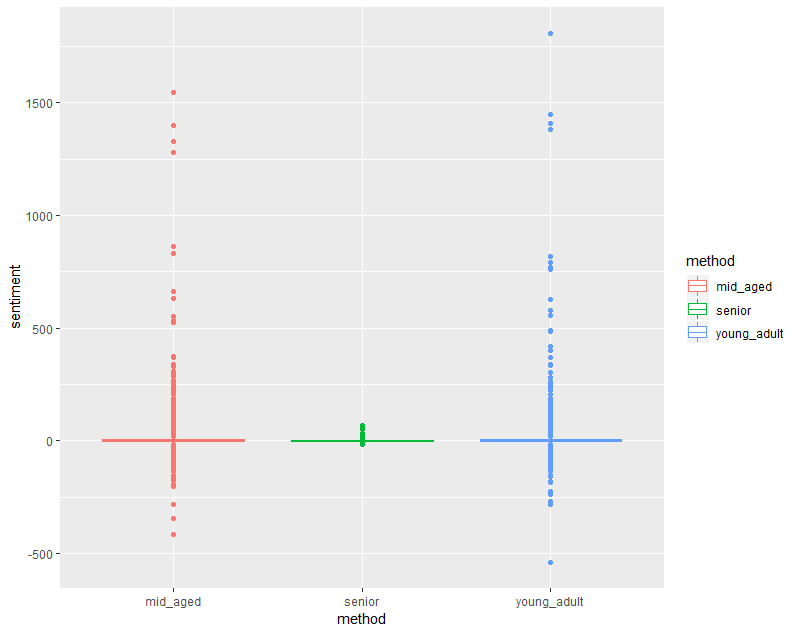 sentiment
1500
1000
500
0
-500
mid_aged
senior
young_adult
method
method
mid_aged
senior
young_adult